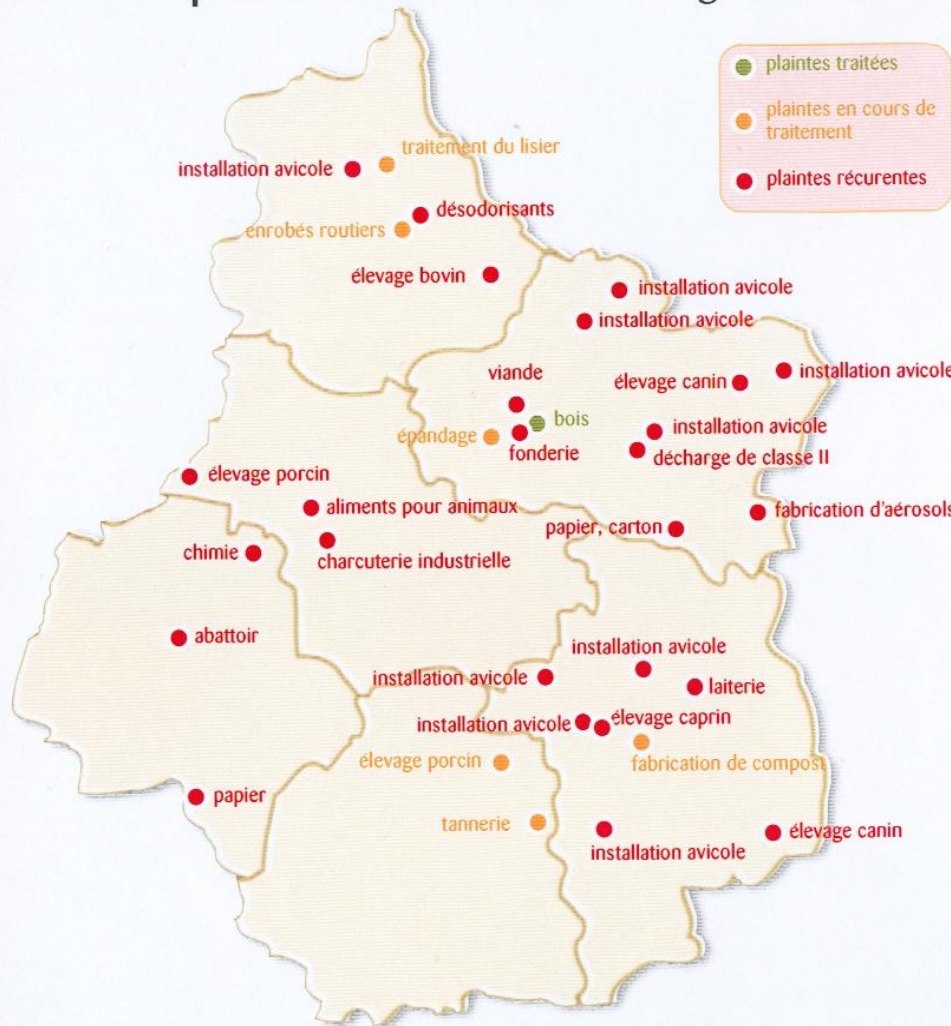 plaintes traitées
plaintes en cours de
traitement
plaintes récurentes
traitement du lisier
installation avicole
désodorisants
enrobés routiers
élevage bovin
installation avicole
installation avicole
viande
élevage canin
installation avicole
bois
installation avicole
épandage
fonderie
décharge de classe II
élevage porcin
aliments pour animaux
fabrication d'aérosols
papier, carton
chimie
charcuterie industrielle
abattoir
installation avicole
installation avicole
laiterie
installation avicole
élevage caprin
élevage porcin
fabrication de compost
papier
tannerie
élevage canin
installation avicole